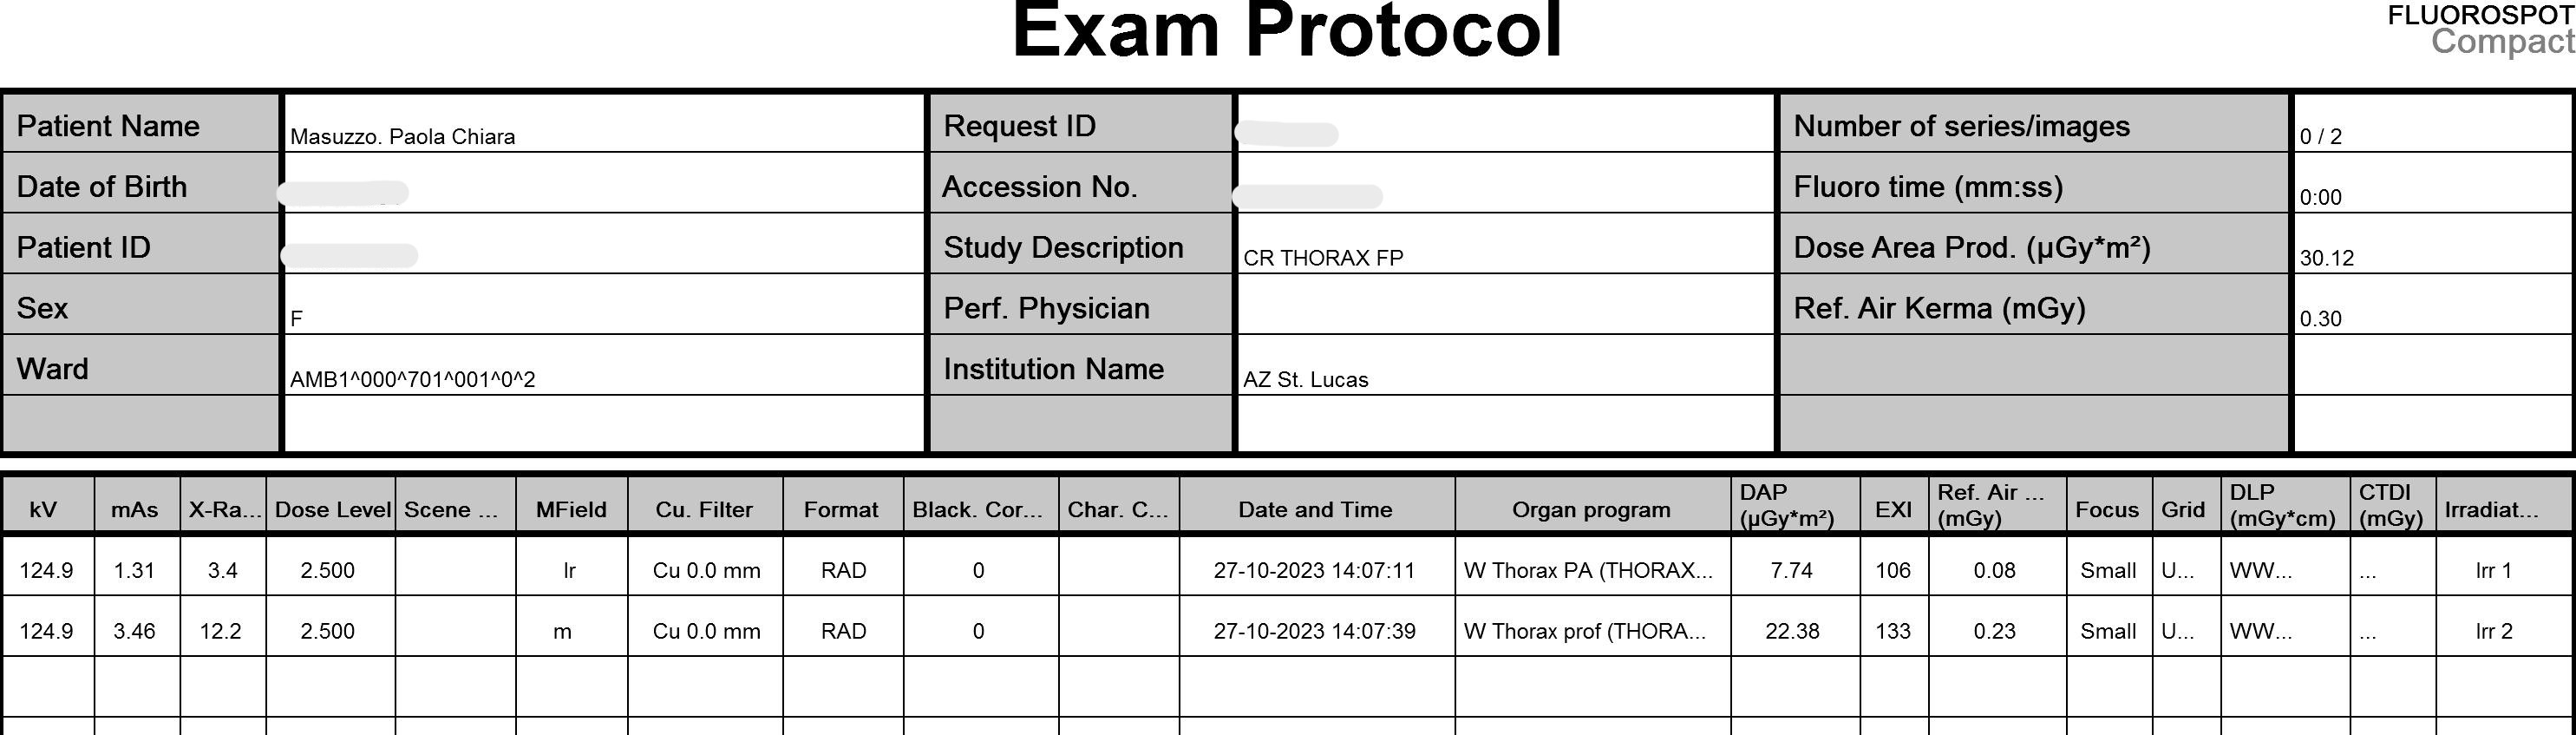 Exam Protocol
FLUOROSPOT
Compact
Patient Name Masuzzo. Paola Chiara Request ID Number of series/images 0 / 2
Date of Birth Accession No. Fluoro time (mm:ss) 0:00
Patient ID Study Description CR THORAX FP Dose Area Prod. (µGy*m²) 30.12
Sex F Perf. Physician Ref. Air Kerma (mGy) 0.30
Ward AMB1^000^701^001^0^2 Institution Name AZ St. Lucas
kV mAs X-Ra... Dose Level Scene ... MField Cu. Filter Format Black. Cor... Char. C... Date and Time Organ program DAP (µGy*m²) EXI Ref. Air ... (mGy) Focus Grid DLP (mGy*cm) CTDI (mGy) Irradiat...
124.9 1.31 3.4 2.500 lr Cu 0.0 mm RAD 0 27-10-2023 14:07:11 W Thorax PA (THORAX... 7.74 106 0.08 Small U... WW... ... Irr 1
124.9 3.46 12.2 2.500 m Cu 0.0 mm RAD 0 27-10-2023 14:07:39 W Thorax prof (THORA... 22.38 133 0.23 Small U... WW... ... Irr 2